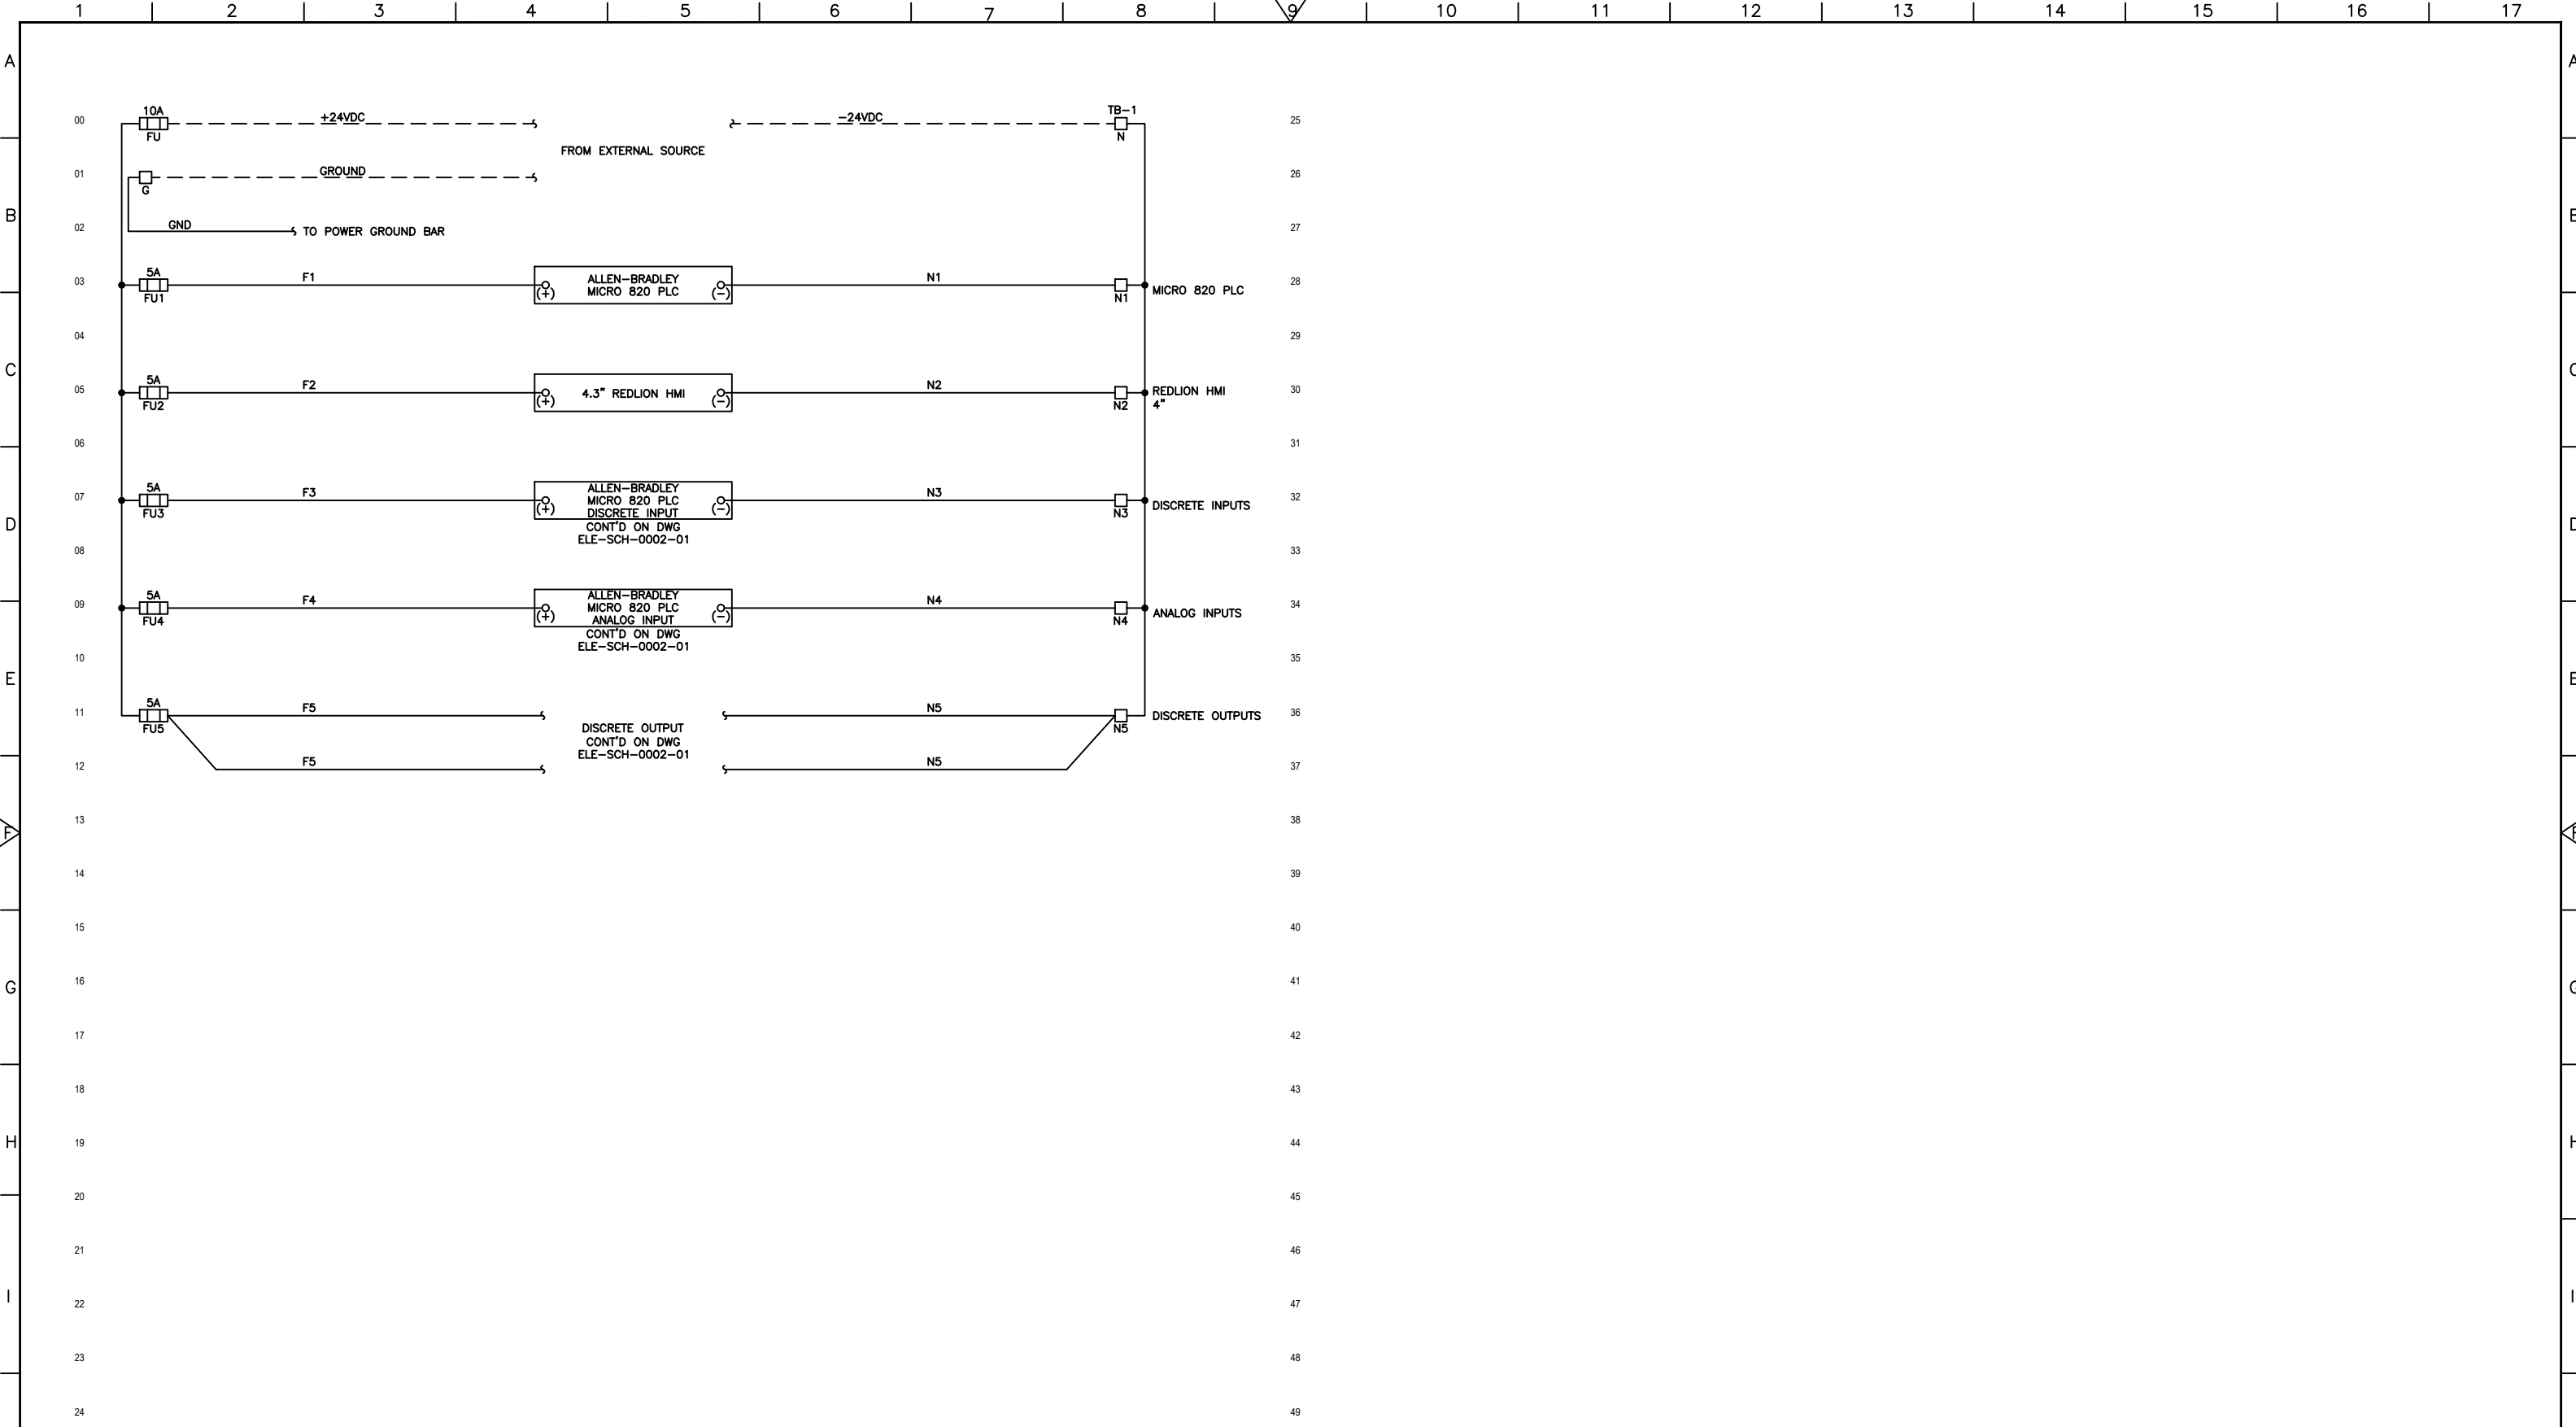 1 2 3 4 5 6 7 8 9 10 11 12 13 14 15 16 17
A
10A TB-1
00 +24VDC -24VDC 25
FU N
FROM EXTERNAL SOURCE
01 GROUND 26
G
B
02 GND TO POWER GROUND BAR 27
5A
03 F1 ALLEN-BRADLEY N1 28
MICRO 820 PLC
(+) (-)
FU1 N1 MICRO 820 PLC
04 29
C
5A
05 F2 4.3" REDLION HMI N2 REDLION HMI 30
(+) (-)
FU2 N2 4"
06 31
5A
07 F3 ALLEN-BRADLEY N3 32
MICRO 820 PLC
DISCRETE INPUT
(+) (-)
FU3 N3 DISCRETE INPUTS
D
CONT'D ON DWG
ELE-SCH-0002-01
08 33
5A
09 F4 ALLEN-BRADLEY N4 34
MICRO 820 PLC
ANALOG INPUT
(+) (-)
FU4 N4 ANALOG INPUTS
CONT'D ON DWG
ELE-SCH-0002-01
10 35
E
5A
11 F5 N5 DISCRETE OUTPUTS 36
FU5 N5
DISCRETE OUTPUT
CONT'D ON DWG
ELE-SCH-0002-01
12 F5 N5 37
13 38
F
14 39
15 40
16 41
G
17 42
18 43
19 44
H
20 45
21 46
I
22 47
23 48
24 49